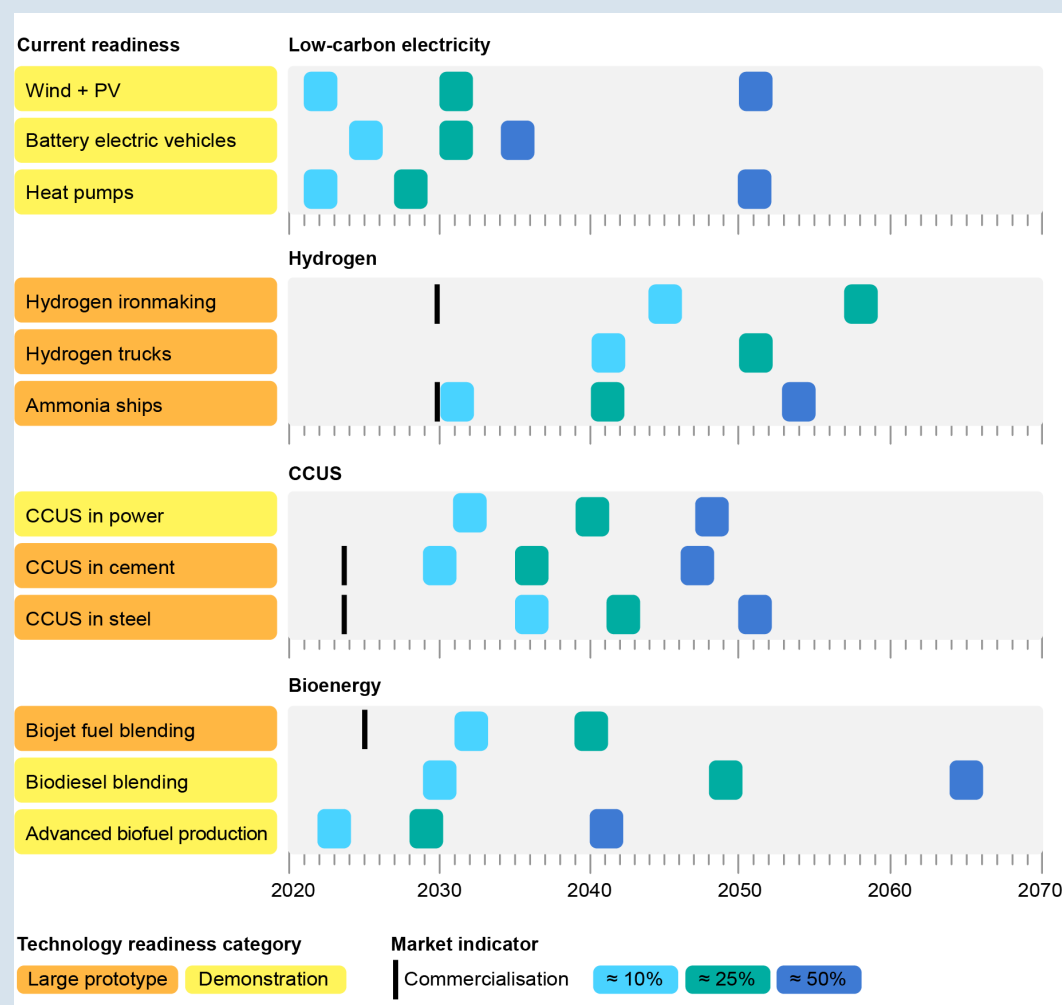 Current readiness
Low-carbon electricity
Wind + PV
Battery electric vehicles
Heat pumps
Hydrogen
Hydrogen ironmaking
Hydrogen trucks
Ammonia ships
CCUS
CCUS in power
CCUS in cement
CCUS in steel
Bioenergy
Biojet fuel blending
Biodiesel blending
Advanced biofuel production
2020 2030 2040 2050 2060 2070
Technology readiness category
Market indicator
Large prototype
Demonstration
Commercialisation
≈ 10%
≈ 25%
≈ 50%